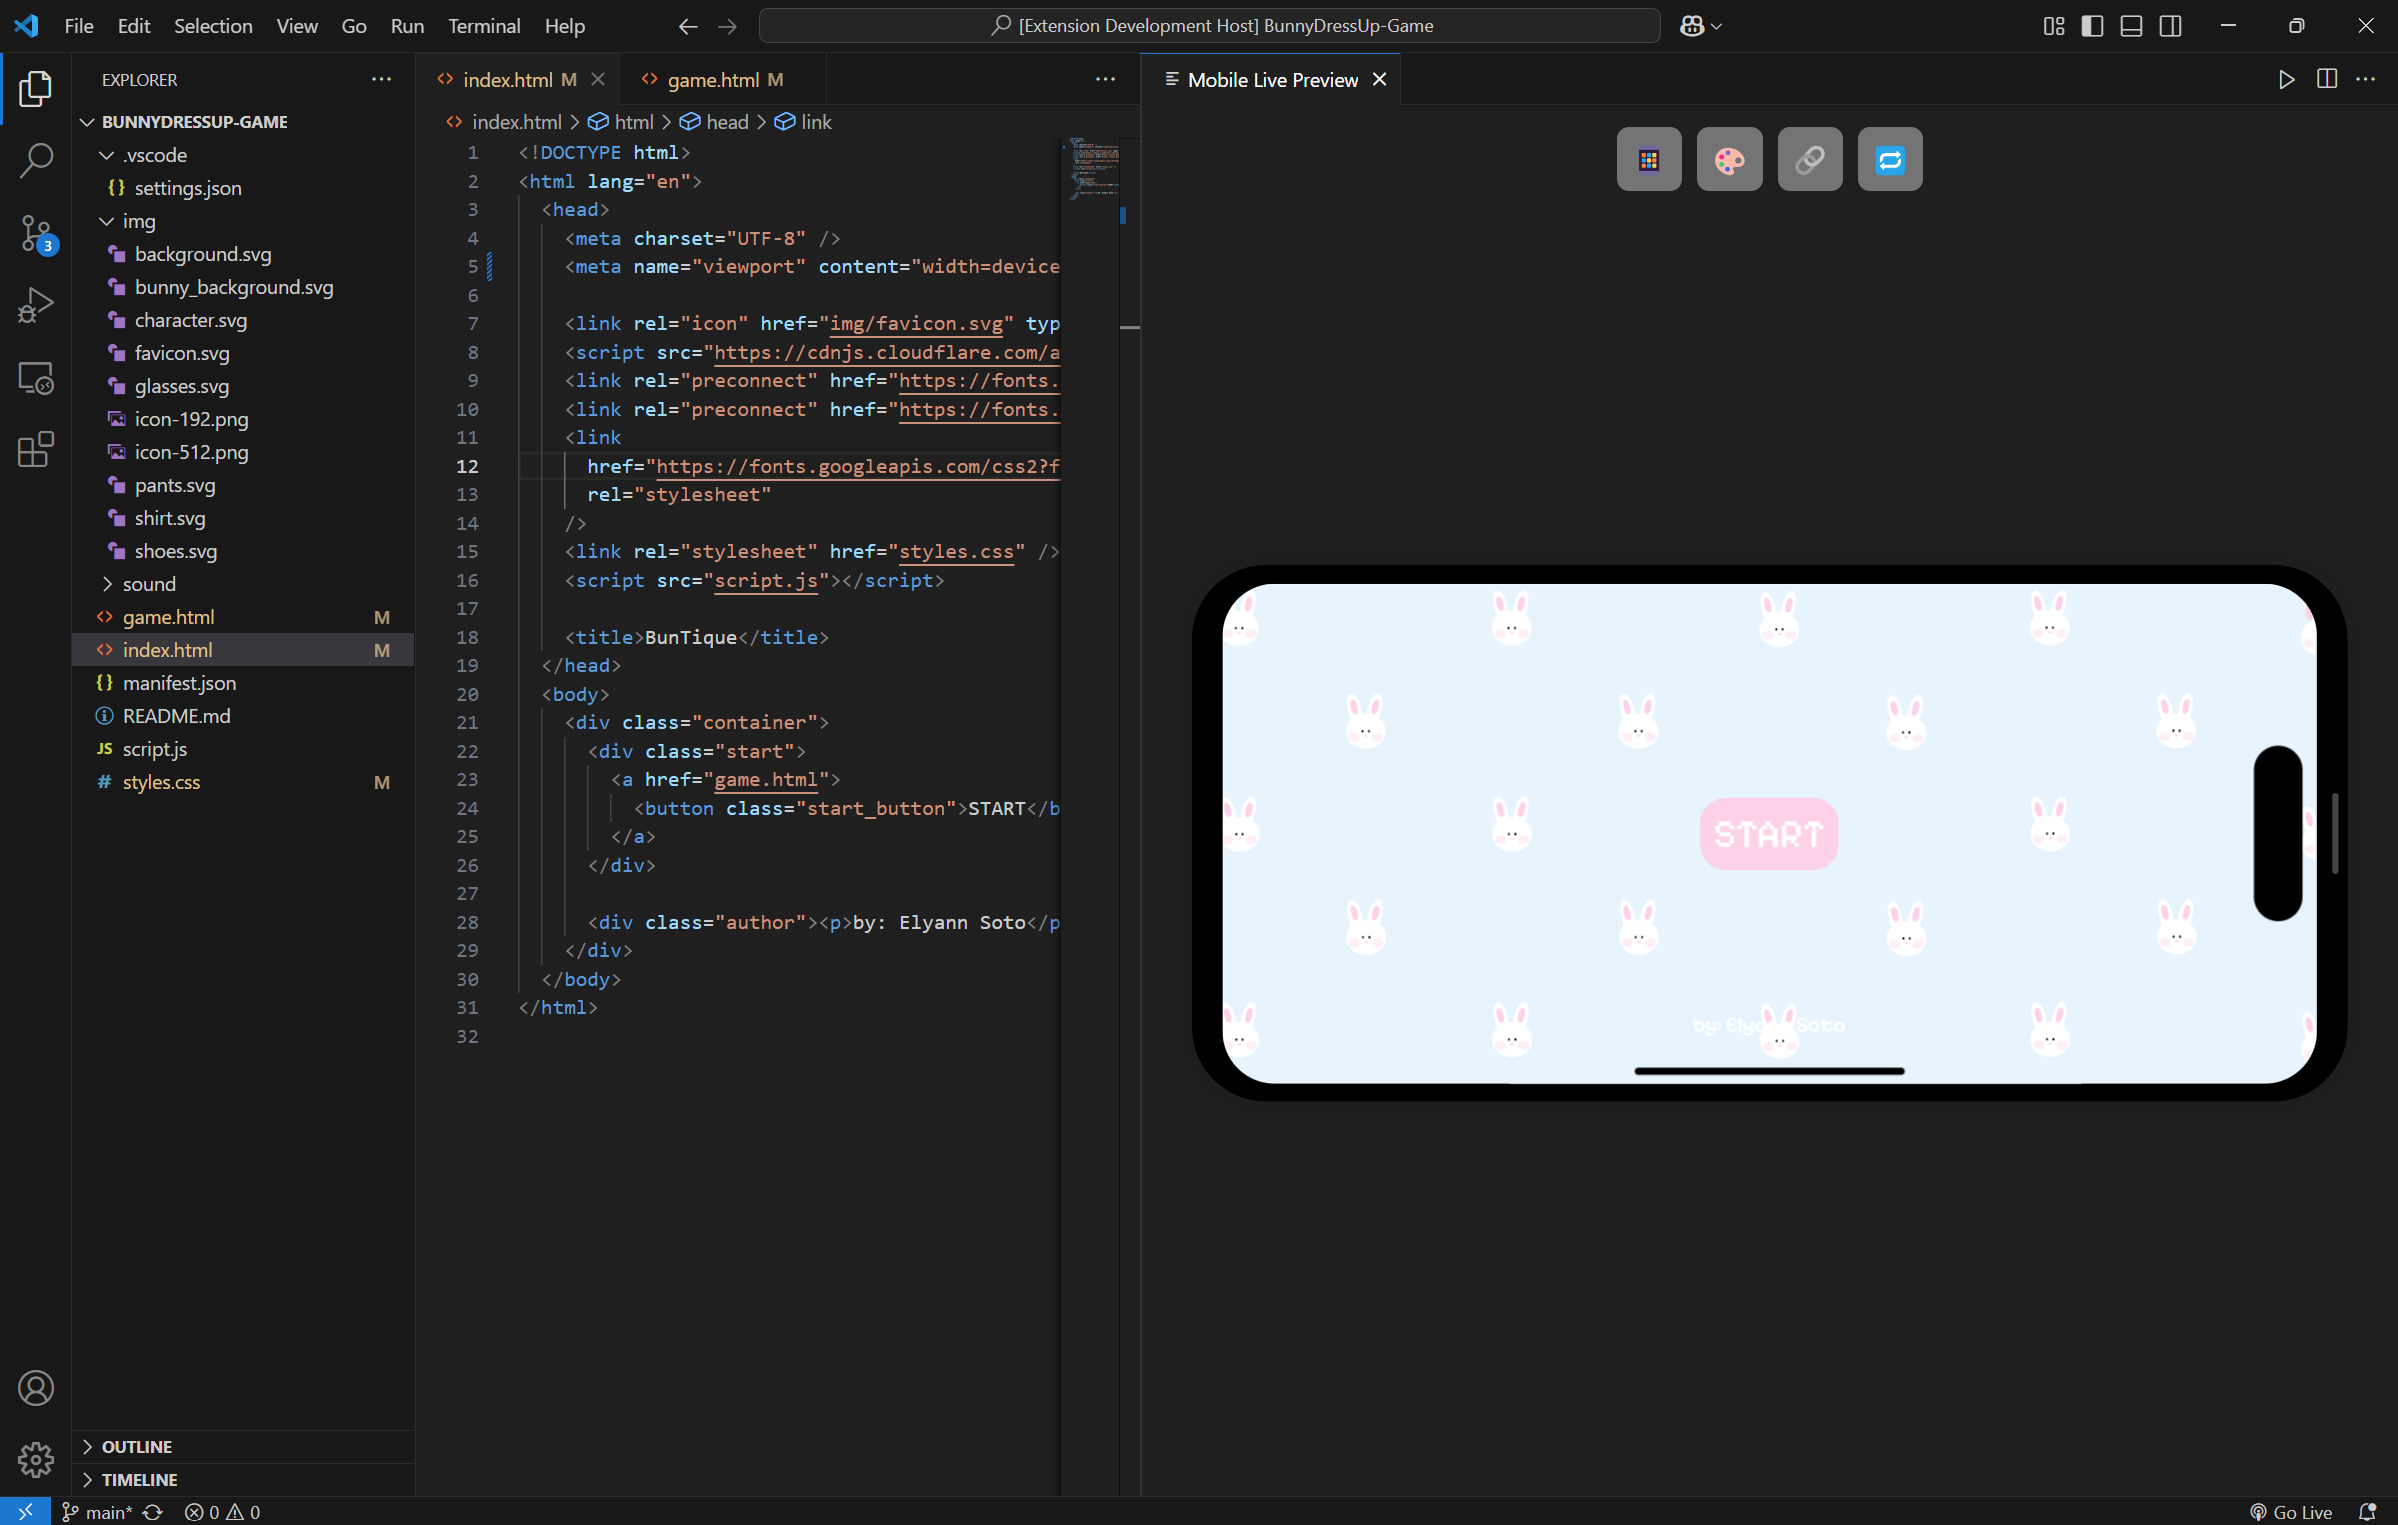 File Edit Selection View Go Run Terminal Help
[Extension Development Host] BunnyDressUp-Game
EXPLORER
BUNNYDRESSUP-GAME
.vscode
{} settings.json
img
background.svg
bunny_background.svg
character.svg
favicon.svg
glasses.svg
icon-192.png
icon-512.png
pants.svg
shirt.svg
shoes.svg
sound
<> game.html M
<> index.html M
{} manifest.json
README.md
JS script.js
# styles.css M
OUTLINE
TIMELINE
3
<> index.html M
<> game.html M
<> index.html > html > head > link
1 <!DOCTYPE html>
2 <html lang="en">
3 <head>
4 <meta charset="UTF-8" />
5 <meta name="viewport" content="width=device
6
7 <link rel="icon" href="img/favicon.svg" typ
8 <script src="https://cdnjs.cloudflare.com/a
9 <link rel="preconnect" href="https://fonts.
10 <link rel="preconnect" href="https://fonts.
11 <link
12 href="https://fonts.googleapis.com/css2?f
13 rel="stylesheet"
14 />
15 <link rel="stylesheet" href="styles.css" />
16 <script src="script.js"></script>
17
18 <title>BunTique</title>
19 </head>
20 <body>
21 <div class="container">
22 <div class="start">
23 <a href="game.html">
24 <button class="start_button">START</b
25 </a>
26 </div>
27
28 <div class="author"><p>by: Elyann Soto</p
29 </div>
30 </body>
31 </html>
32
Mobile Live Preview
START
by: Elya Soto
main* 0 0
Go Live